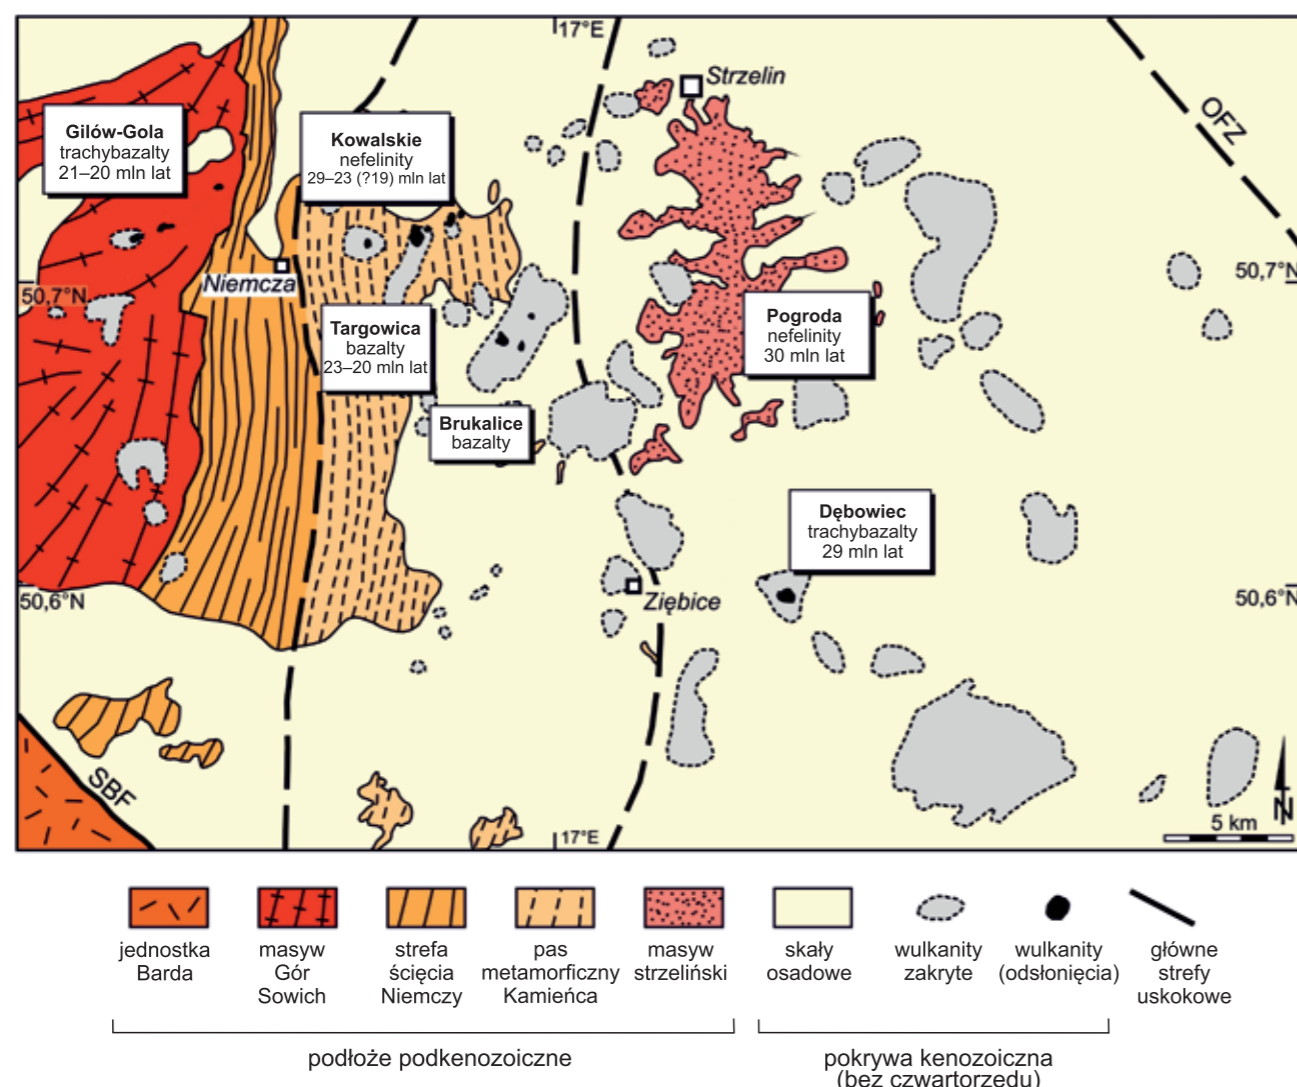 17°E
Strzelin
OFZ
Gilów-Gola
trachybazalty
21–20 mln lat
Kowalskie
nefelinity
29–23 (?19) mln lat
Niemcza
50,7°N
50,7°N
Targowica
bazalty
23–20 mln lat
Pogroda
nefelinity
30 mln lat
Brukalice
bazalty
Dębowiec
trachybazalty
29 mln lat
50,6°N
Ziębice
50,6°N
SBF
N
17°E
5 km
jednostka
Barda
masyw
Gór
Sowich
strefa
ścięcia
Niemczy
pas
metamorficzny
Kamieńca
masyw
strzeliński
skały
osadowe
wulkanity
zakryte
wulkanity
(odsłonięcia)
główne
strefy
uskokowe
podłoże podkenozoiczne
pokrywa kenozoiczna
(bez czwartorzędu)